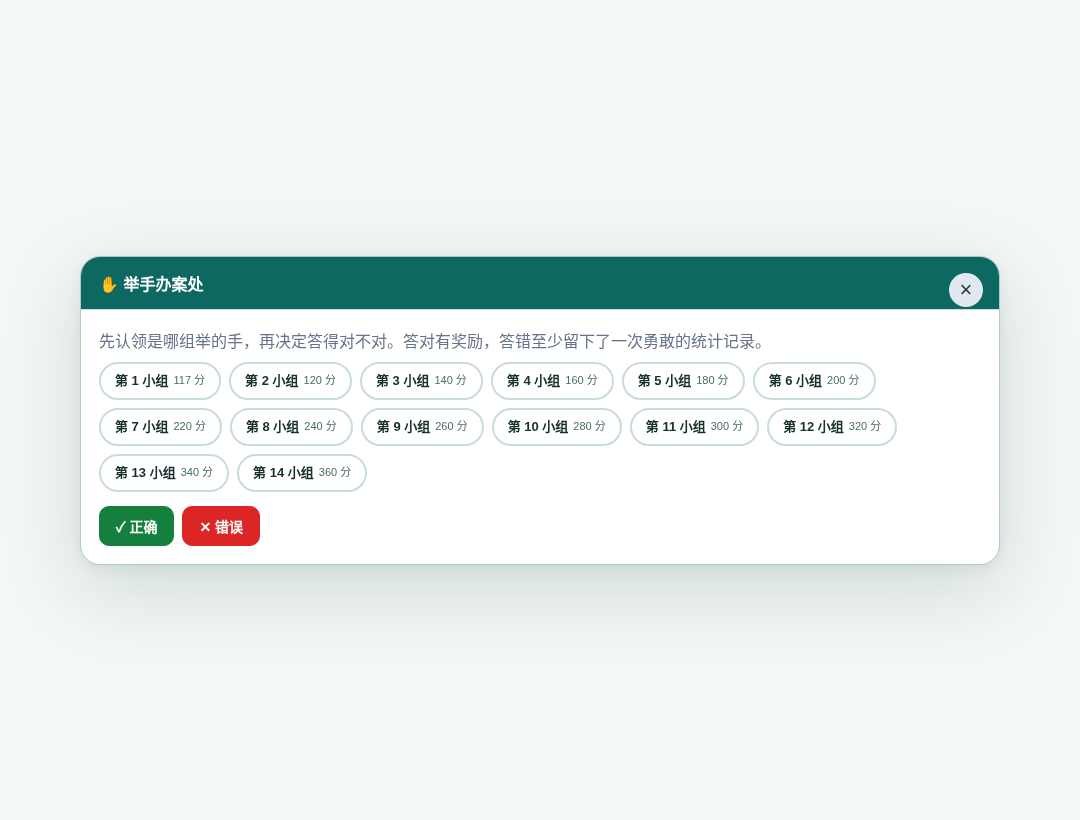 ✋ 举手办案处
×
先认领是哪组举的手，再决定答得对不对。答对有奖励，答错至少留下了一次勇敢的统计记录。
第 1 小组 117 分 第 2 小组 120 分 第 3 小组 140 分 第 4 小组 160 分 第 5 小组 180 分 第 6 小组 200 分
第 7 小组 220 分 第 8 小组 240 分 第 9 小组 260 分 第 10 小组 280 分 第 11 小组 300 分 第 12 小组 320 分
第 13 小组 340 分 第 14 小组 360 分
✓ 正确 ✕ 错误